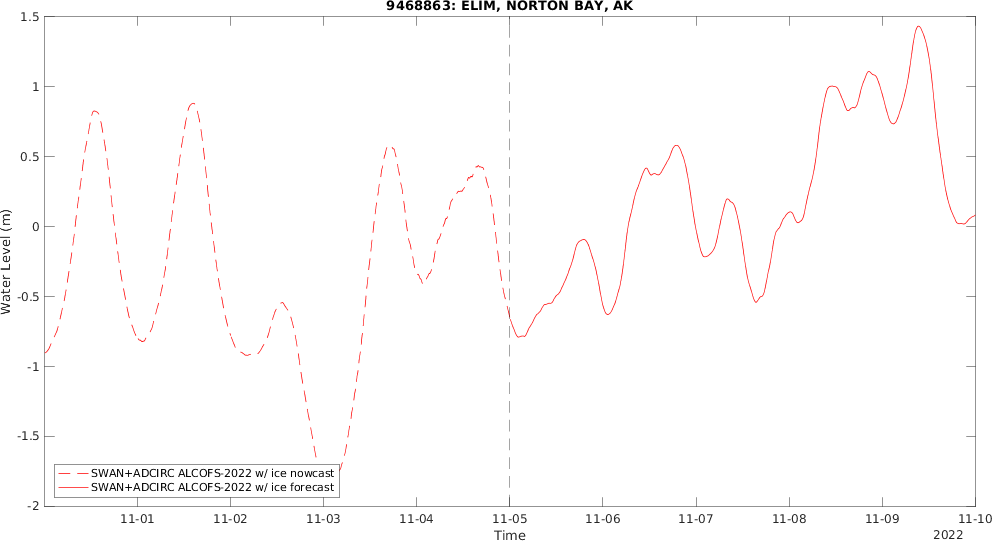 9468863: ELIM, NORTON BAY, AK
Water Level (m)
1.5
1
0.5
0
-0.5
-1
-1.5
-2
SWAN+ADCIRC ALCOFS-2022 w/ ice nowcast
SWAN+ADCIRC ALCOFS-2022 w/ ice forecast
11-01 11-02 11-03 11-04 11-05 11-06 11-07 11-08 11-09 11-10
Time
2022